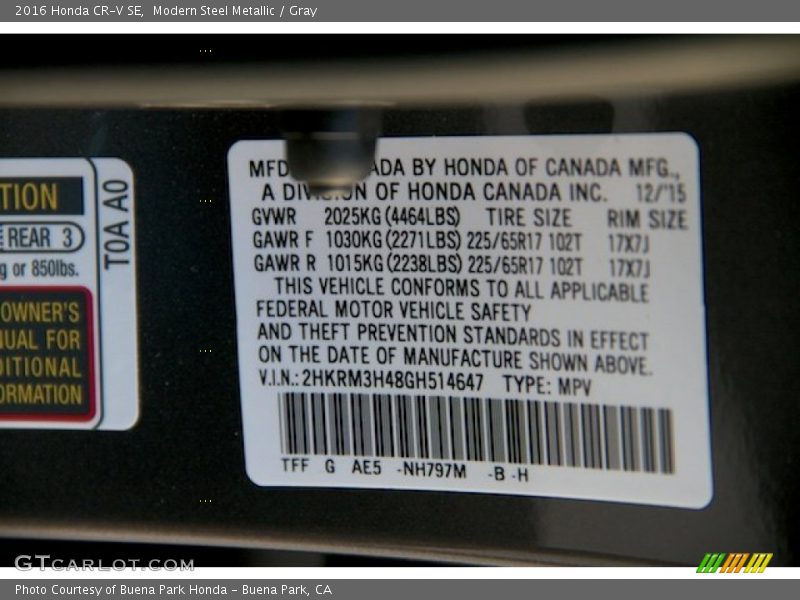 2016 Honda CR-V SE, Modern Steel Metallic / Gray
TION
REAR 3
g or 850lbs.
OWNER'S
UAL FOR
DITIONAL
ORMATION
T0A A0
MFD ADA BY HONDA OF CANADA MFG.,
A DIVISION OF HONDA CANADA INC. 12/'15
GVWR 2025KG (4464LBS) TIRE SIZE RIM SIZE
GAWR F 1030KG (2271LBS) 225/65R17 102T 17X7J
GAWR R 1015KG (2238LBS) 225/65R17 102T 17X7J
THIS VEHICLE CONFORMS TO ALL APPLICABLE
FEDERAL MOTOR VEHICLE SAFETY
AND THEFT PREVENTION STANDARDS IN EFFECT
ON THE DATE OF MANUFACTURE SHOWN ABOVE.
V.I.N.: 2HKRM3H48GH514647 TYPE: MPV
TFF G AE5 -NH797M -B -H
GTCARLOT.COM
Photo Courtesy of Buena Park Honda - Buena Park, CA